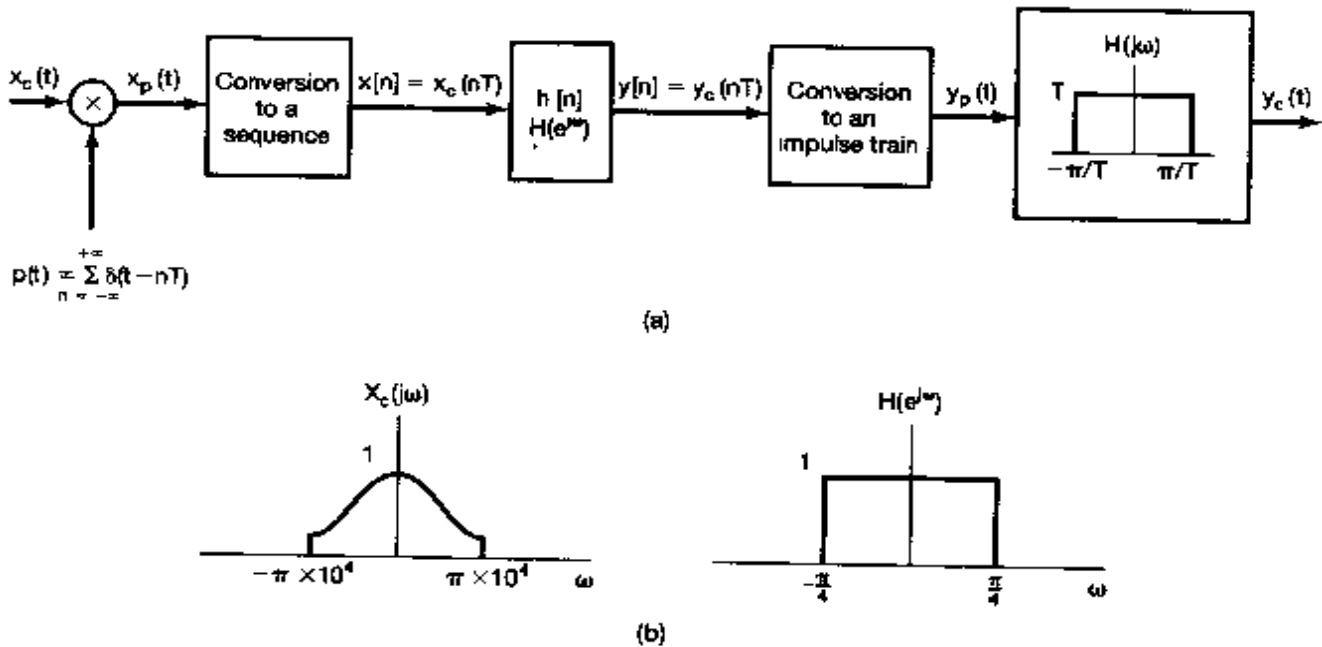 x_c(t)
x_p(t)
Conversion
to a
sequence
x[n] = x_c(nT)
h[n]
H(e^jω)
y[n] = y_c(nT)
Conversion
to an
impulse train
y_p(t)
H(jω)
T
-π/T
π/T
y_c(t)
×
+∞
p(t) = Σ δ(t-nT)
n = -∞
(a)
X_c(jω)
1
-π × 10^4
π × 10^4
ω
H(e^jω)
1
-π/4
π/4
ω
(b)